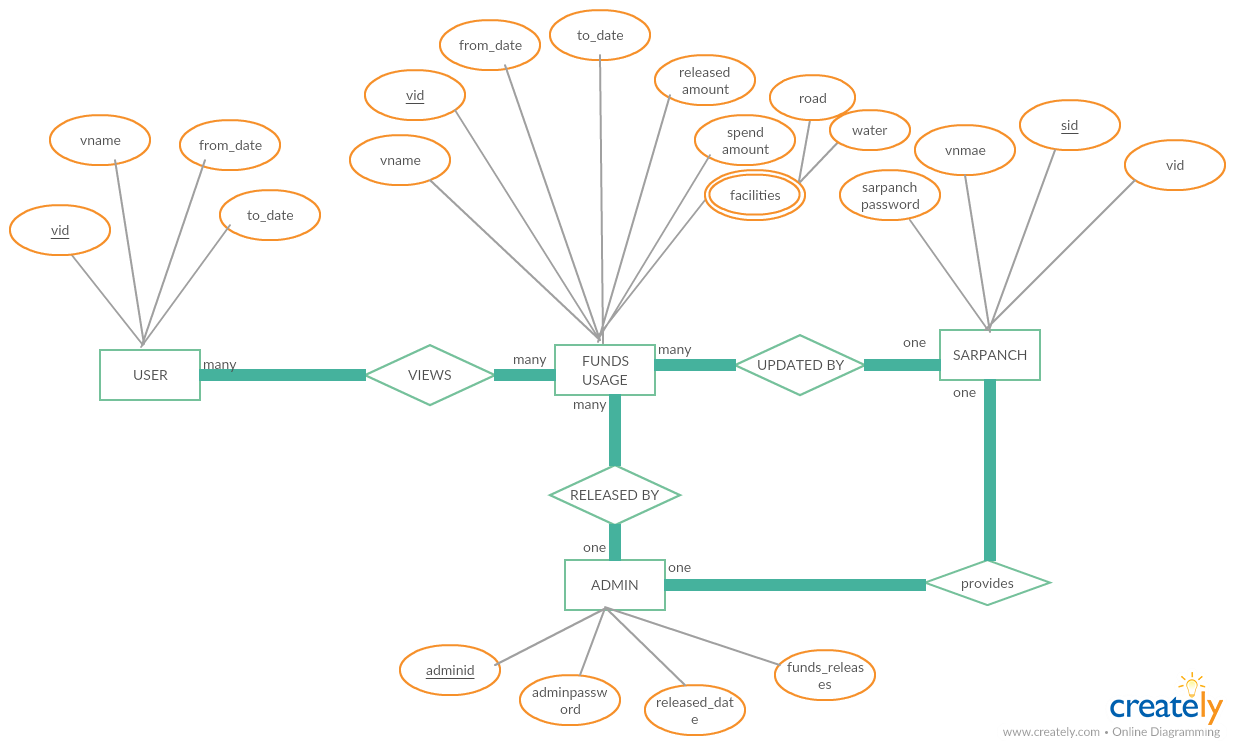 to_date
from_date
released
amount
vid
road
spend
amount
water
sid
vname
from_date
vname
vnmae
vid
facilities
sarpanch
password
to_date
vid
many
USER
VIEWS
many
FUNDS
USAGE
many
many
UPDATED BY
one
SARPANCH
one
RELEASED BY
one
ADMIN
one
provides
adminid
adminpassw
ord
released_dat
e
funds_releas
es
creately
www.creately.com • Online Diagramming